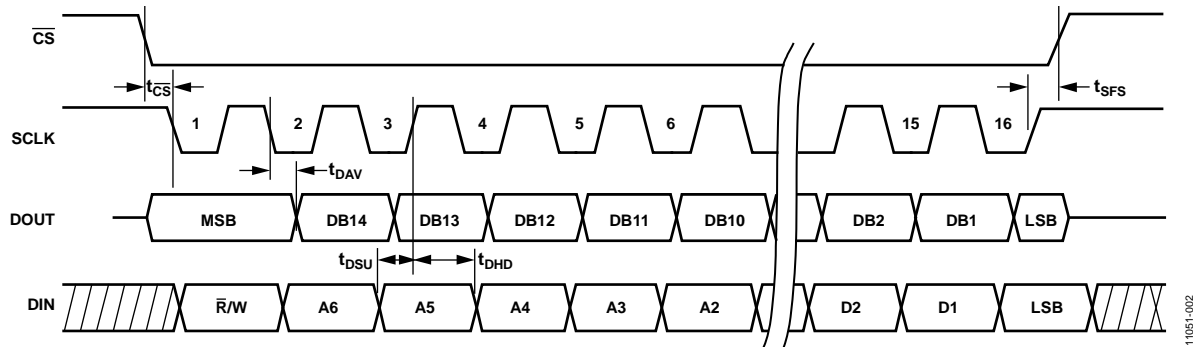 CS
tCS
tSFS
SCLK 1 2 3 4 5 6 15 16
tDAV
DOUT MSB DB14 DB13 DB12 DB11 DB10 DB2 DB1 LSB
tDSU tDHD
DIN R/W A6 A5 A4 A3 A2 D2 D1 LSB
11051-002